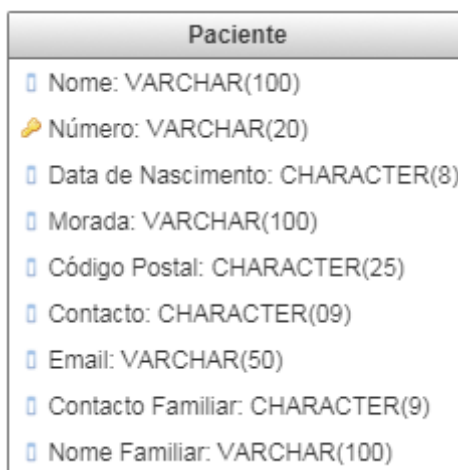 Paciente
Nome: VARCHAR(100)
Número: VARCHAR(20)
Data de Nascimento: CHARACTER(8)
Morada: VARCHAR(100)
Código Postal: CHARACTER(25)
Contacto: CHARACTER(09)
Email: VARCHAR(50)
Contacto Familiar: CHARACTER(9)
Nome Familiar: VARCHAR(100)